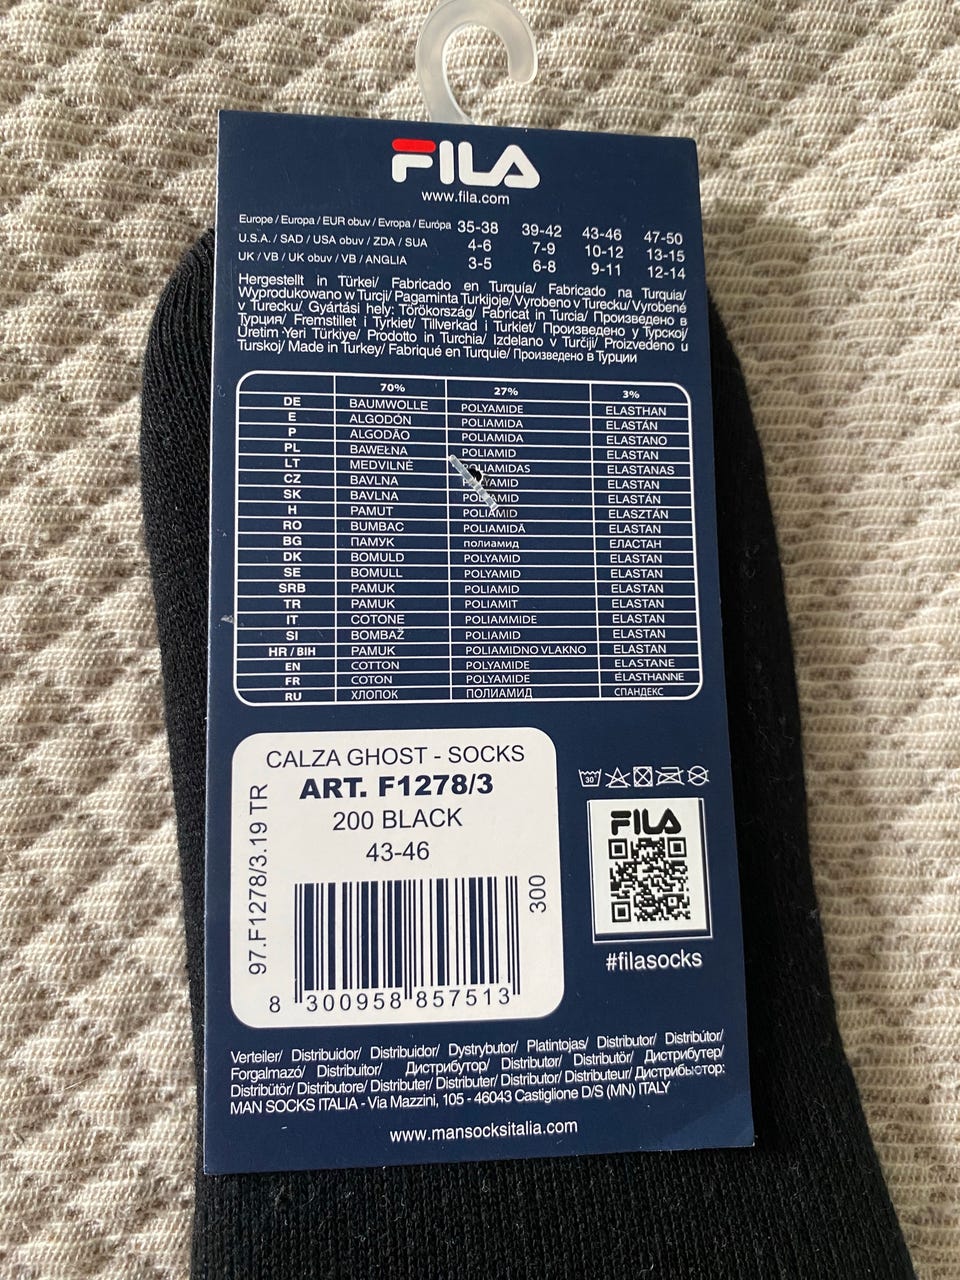 FILA
www.fila.com
Europe / Europa / EUR obuv / Evropa / Európa 35-38 39-42 43-46 47-50
U.S.A. / SAD / USA obuv / ZDA / SUA 4-6 7-9 10-12 13-15
UK / VB / UK obuv / VB / ANGLIA 3-5 6-8 9-11 12-14
Hergestellt in Türkei/ Fabricado en Turquía/ Fabricado na Turquia/
Wyprodukowano w Turcji/ Pagaminta Turkijoje/ Vyrobeno v Turecku/ Vyrobené
v Turecku/ Gyártási hely: Törökország/ Fabricat in Turcia/ Произведено в
Турция/ Fremstillet i Tyrkiet/ Tillverkad i Turkiet/ Произведено у Турској/
Üretim Yeri Türkiye/ Prodotto in Turchia/ Izdelano v Turčiji/ Proizvedeno u
Turskoj/ Made in Turkey/ Fabriqué en Turquie/ Произведено в Турции
70% 27% 3%
DE BAUMWOLLE POLYAMIDE ELASTHAN
E ALGODÓN POLIAMIDA ELASTÁN
P ALGODÃO POLIAMIDA ELASTANO
PL BAWEŁNA POLIAMID ELASTAN
LT MEDVILNĖ POLIAMIDAS ELASTANAS
CZ BAVLNA POLYAMID ELASTAN
SK BAVLNA POLYAMID ELASTÁN
H PAMUT POLIAMID ELASZTÁN
RO BUMBAC POLIAMIDĂ ELASTAN
BG ПАМУК полиамид ЕЛАСТАН
DK BOMULD POLYAMID ELASTAN
SE BOMULL POLYAMID ELASTAN
SRB PAMUK POLIAMID ELASTAN
TR PAMUK POLIAMIT ELASTAN
IT COTONE POLIAMMIDE ELASTAN
SI BOMBAŽ POLIAMID ELASTAN
HR / BIH PAMUK POLIAMIDNO VLAKNO ELASTAN
EN COTTON POLYAMIDE ELASTANE
FR COTON POLYAMIDE ÉLASTHANNE
RU ХЛОПОК ПОЛИАМИД СПАНДЕКС
CALZA GHOST - SOCKS
ART. F1278/3
200 BLACK
43-46
97.F1278/3.19 TR
300
8 300958 857513
30°
FILA
#filasocks
Verteiler/ Distribuidor/ Distribuidor/ Dystrybutor/ Platintojas/ Distributor/ Distribútor/
Forgalmazó/ Distribuitor/ Дистрибутор/ Distributor/ Distributör/ Дистрибутер/
Distribütör/ Distributore/ Distributer/ Distributer/ Distributor/ Distributeur/ Дистрибьютор:
MAN SOCKS ITALIA - Via Mazzini, 105 - 46043 Castiglione D/S (MN) ITALY
www.mansocksitalia.com